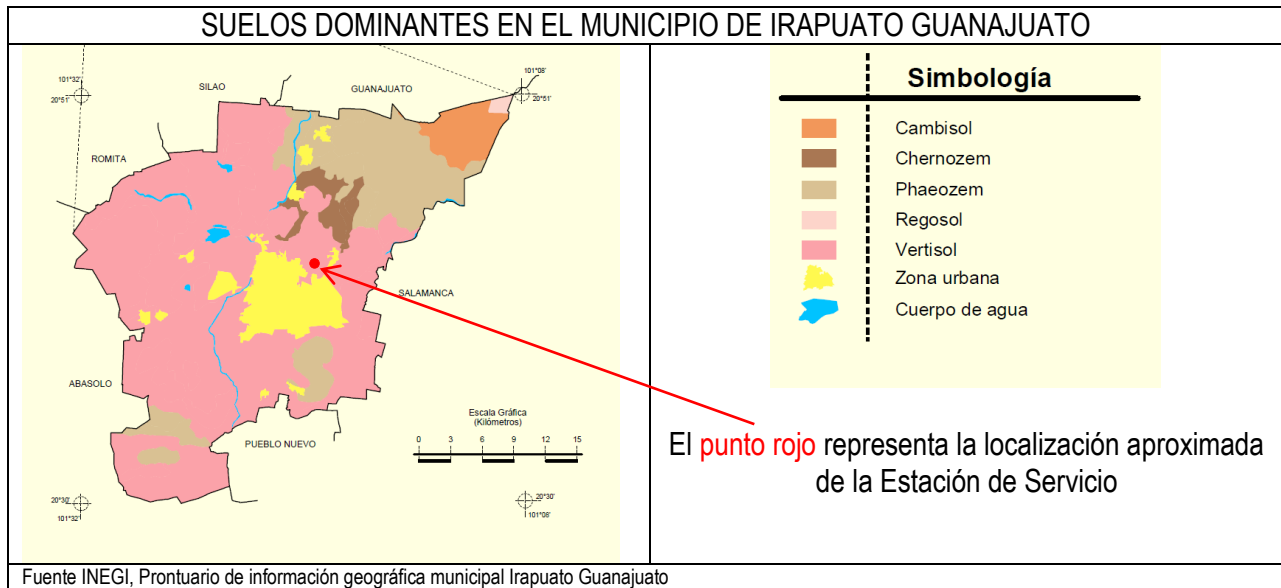 SUELOS DOMINANTES EN EL MUNICIPIO DE IRAPUATO GUANAJUATO
101°32'
20°51'
SILAO
GUANAJUATO
101°08'
20°51'
ROMITA
SALAMANCA
ABASOLO
PUEBLO NUEVO
Escala Gráfica
(Kilómetros)
0 3 6 9 12 15
20°30'
101°32'
20°30'
101°08'
Simbología
Cambisol
Chernozem
Phaeozem
Regosol
Vertisol
Zona urbana
Cuerpo de agua
El punto rojo representa la localización aproximada
de la Estación de Servicio
Fuente INEGI, Prontuario de información geográfica municipal Irapuato Guanajuato